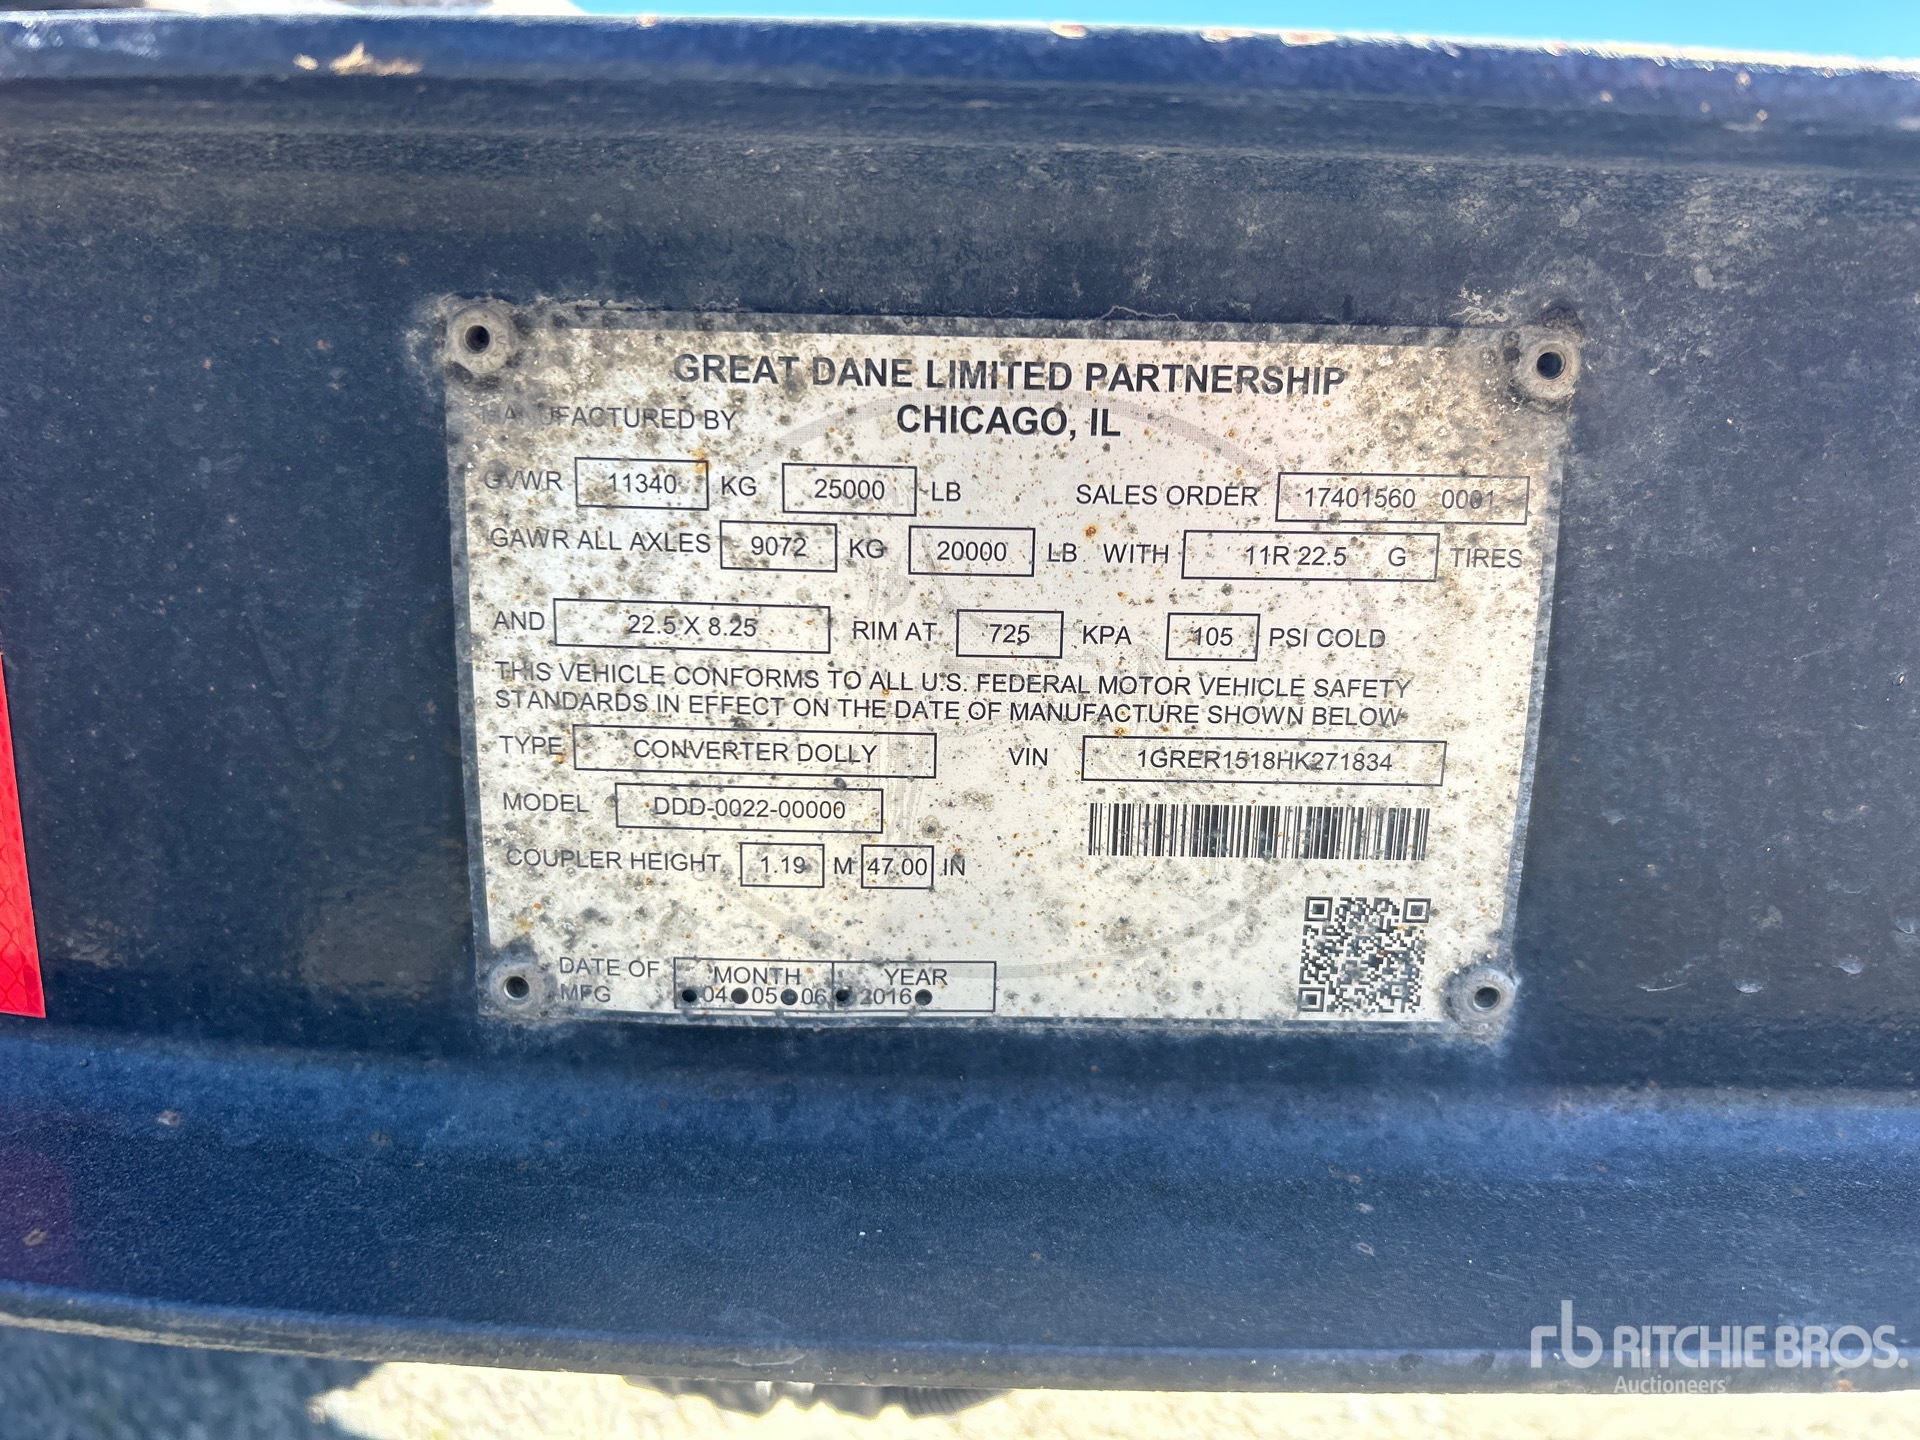 GREAT DANE LIMITED PARTNERSHIP
MANUFACTURED BY CHICAGO, IL
GVWR 11340 KG 25000 LB SALES ORDER 17401560 0001
GAWR ALL AXLES 9072 KG 20000 LB WITH 11R 22.5 G TIRES
AND 22.5 X 8.25 RIM AT 725 KPA 105 PSI COLD
THIS VEHICLE CONFORMS TO ALL U.S. FEDERAL MOTOR VEHICLE SAFETY
STANDARDS IN EFFECT ON THE DATE OF MANUFACTURE SHOWN BELOW
TYPE CONVERTER DOLLY VIN 1GRER1518HK271834
MODEL DDD-0022-00000
COUPLER HEIGHT 1.19 M 47.00 IN
DATE OF MONTH YEAR
MFG 04 05 06 2016
rb RITCHIE BROS.
Auctioneers